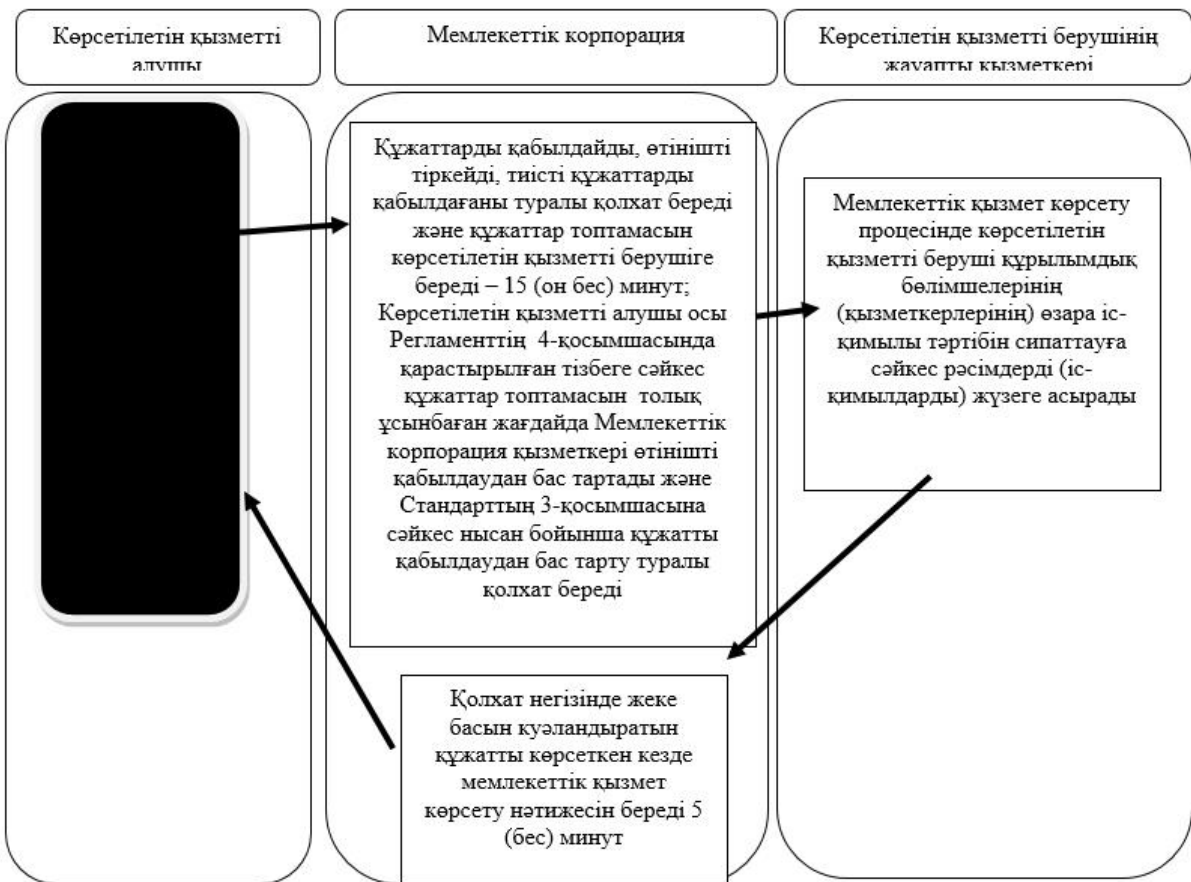 Көрсетілетін қызметті
алушы
Мемлекеттік корпорация
Көрсетілетін қызметті берушінің
жауапты қызметкері
Құжаттарды қабылдайды, өтінішті
тіркейді, тиісті құжаттарды
қабылдағаны туралы қолхат береді
және құжаттар топтамасын
көрсетілетін қызметті берушіге
береді – 15 (он бес) минут;
Көрсетілетін қызметті алушы осы
Регламенттің 4-қосымшасында
қарастырылған тізбеге сәйкес
құжаттар топтамасын толық
ұсынбаған жағдайда Мемлекеттік
корпорация қызметкері өтінішті
қабылдаудан бас тартады және
Стандарттың 3-қосымшасына
сәйкес нысан бойынша құжатты
қабылдаудан бас тарту туралы
қолхат береді
Мемлекеттік қызмет көрсету
процесінде көрсетілетін
қызметті беруші құрылымдық
бөлімшелерінің
(қызметкерлерінің) өзара іс-
қимылы тәртібін сипаттауға
сәйкес рәсімдерді (іс-
қимылдарды) жүзеге асырады
Қолхат негізінде жеке
басын куәландыратын
құжатты көрсеткен кезде
мемлекеттік қызмет
көрсету нәтижесін береді 5
(бес) минут